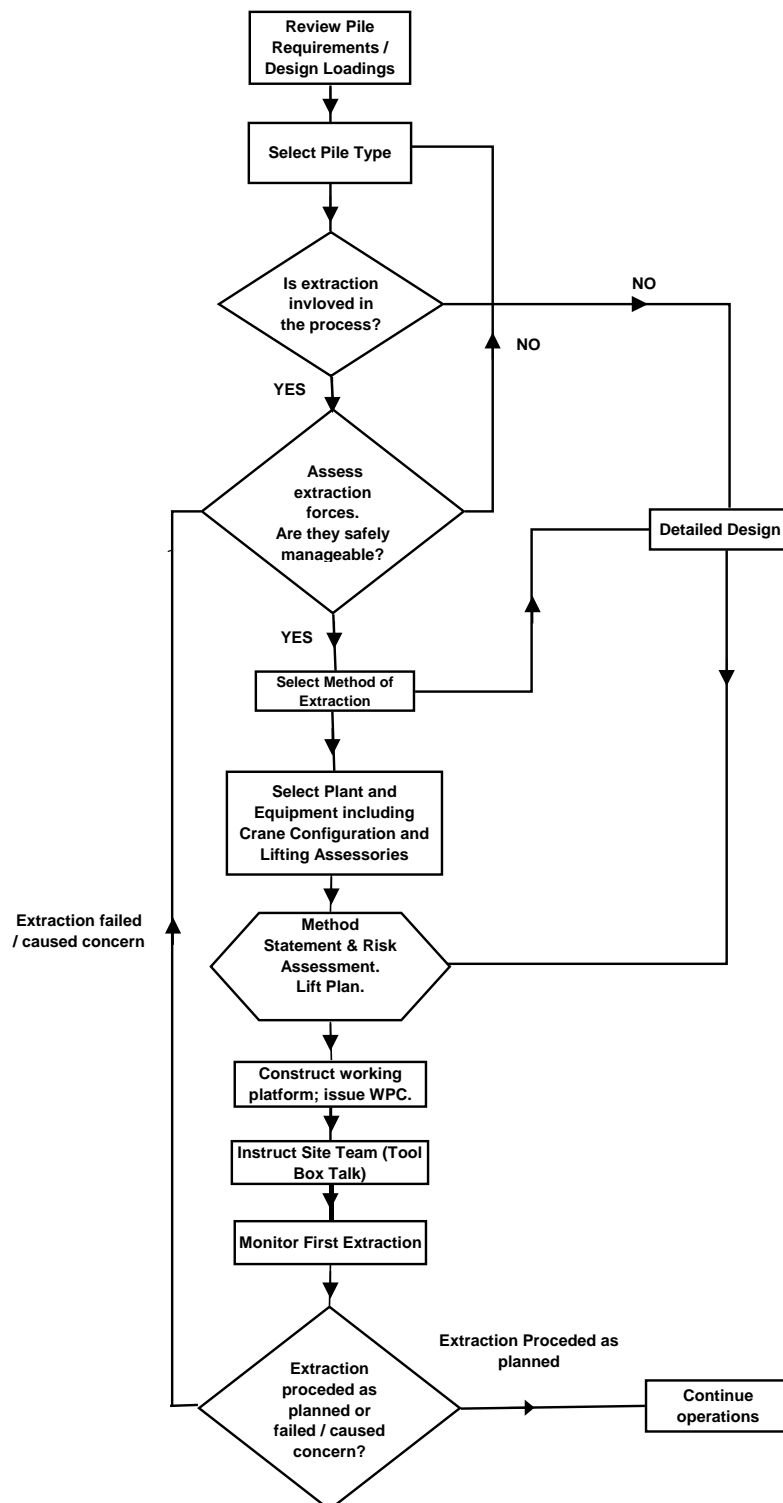 Review Pile
Requirements /
Design Loadings
Select Pile Type
Is extraction
invloved in
the process?
NO
NO
YES
Assess
extraction
forces.
Are they safely
manageable?
Detailed Design
YES
Select Method of
Extraction
Select Plant and
Equipment including
Crane Configuration and
Lifting Assessories
Extraction failed
/ caused concern
Method
Statement & Risk
Assessment.
Lift Plan.
Construct working
platform; issue WPC.
Instruct Site Team (Tool
Box Talk)
Monitor First Extraction
Extraction Proceded as
planned
Extraction
proceded as
planned or
failed / caused
concern?
Continue
operations